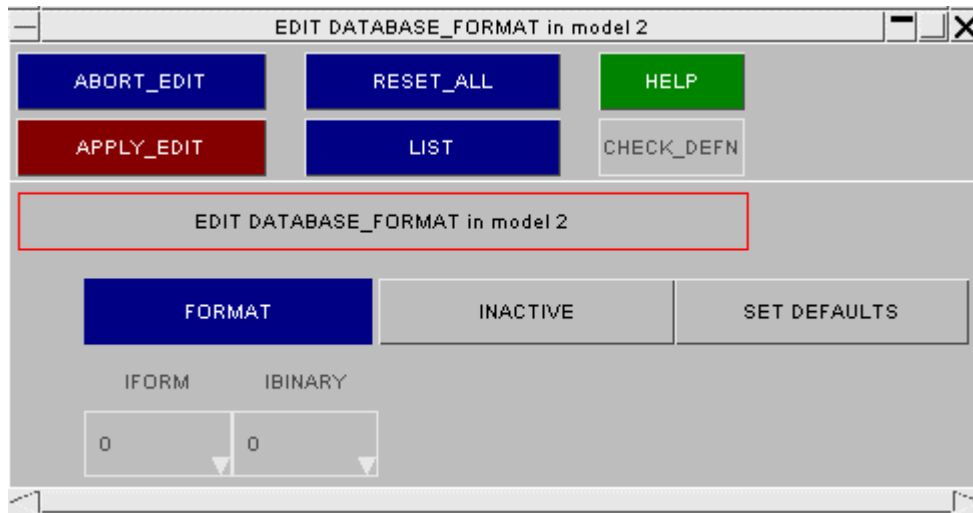 EDIT DATABASE_FORMAT in model 2
ABORT_EDIT RESET_ALL HELP
APPLY_EDIT LIST CHECK_DEFN
EDIT DATABASE_FORMAT in model 2
FORMAT INACTIVE SET DEFAULTS
IFORM IBINARY
0 0